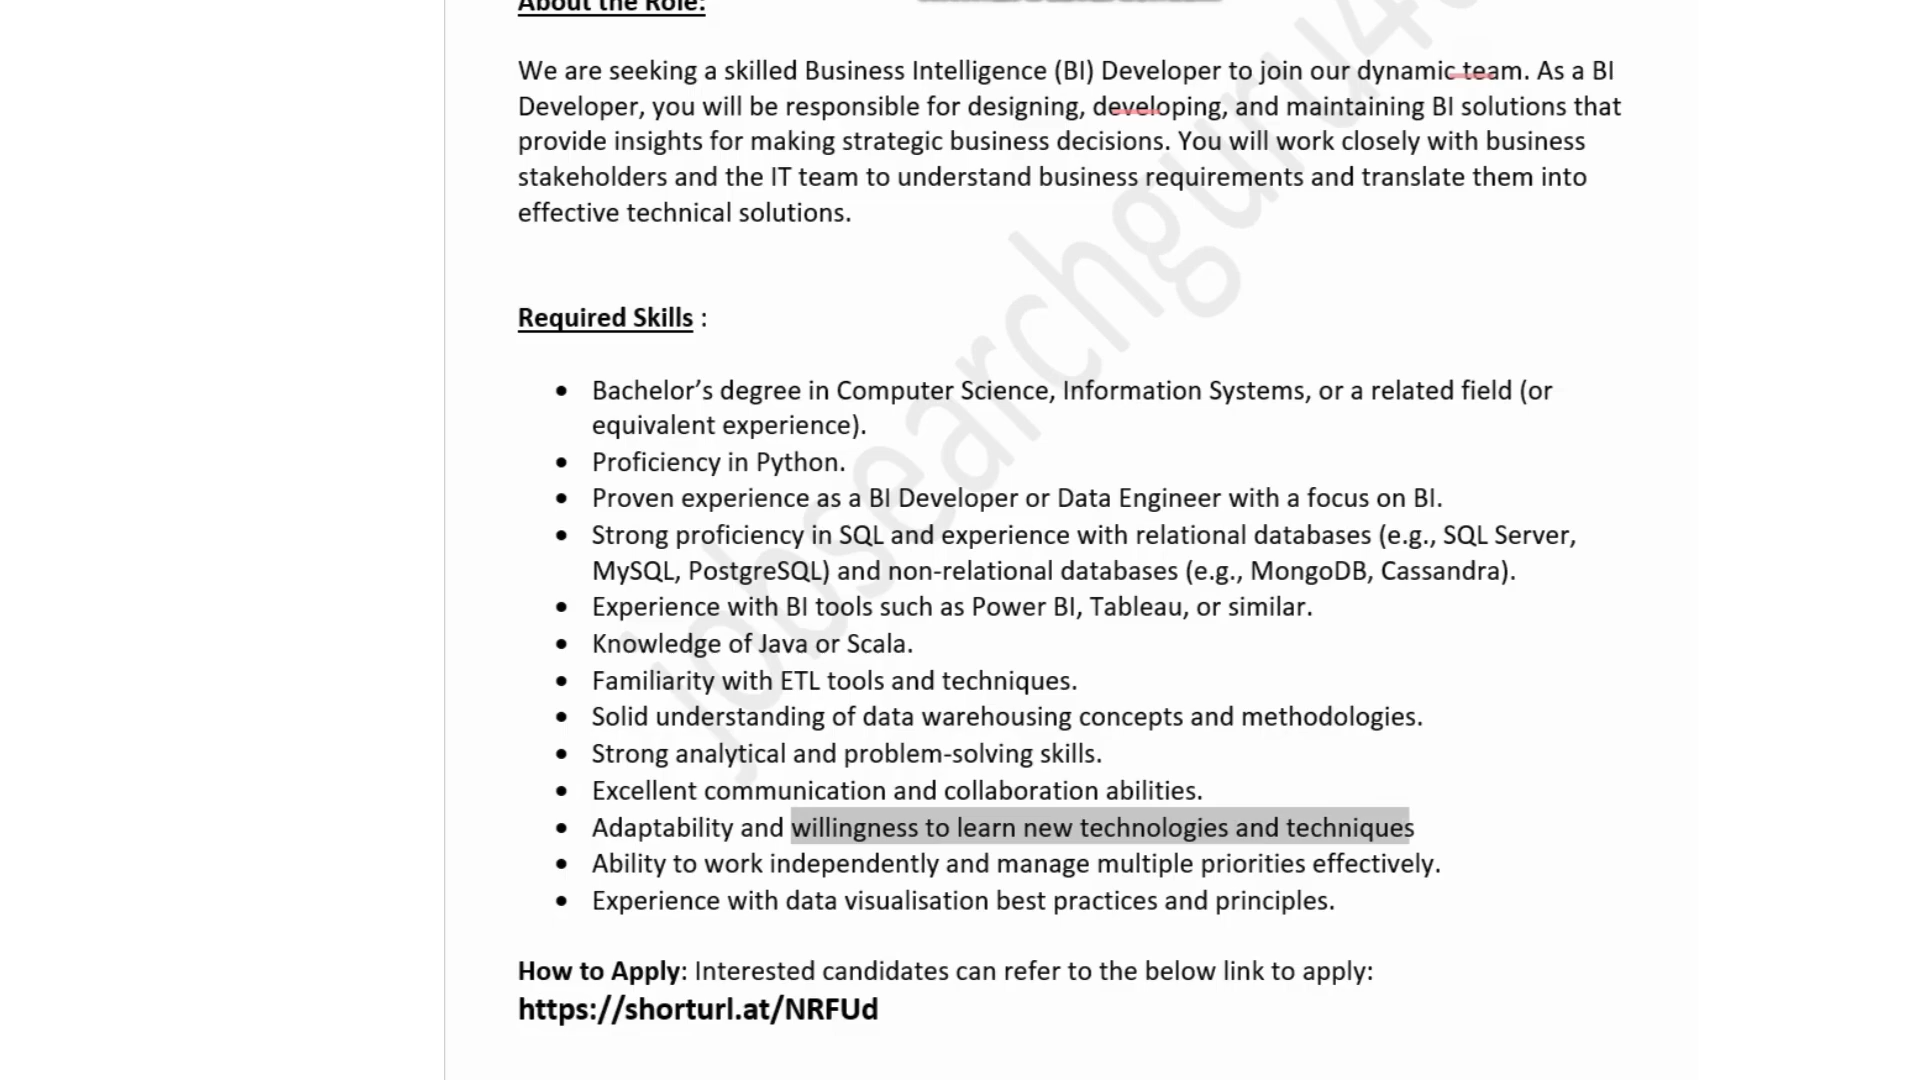 About the Role:
We are seeking a skilled Business Intelligence (BI) Developer to join our dynamic team. As a BI
Developer, you will be responsible for designing, developing, and maintaining BI solutions that
provide insights for making strategic business decisions. You will work closely with business
stakeholders and the IT team to understand business requirements and translate them into
effective technical solutions.
Required Skills :
• Bachelor’s degree in Computer Science, Information Systems, or a related field (or
equivalent experience).
• Proficiency in Python.
• Proven experience as a BI Developer or Data Engineer with a focus on BI.
• Strong proficiency in SQL and experience with relational databases (e.g., SQL Server,
MySQL, PostgreSQL) and non-relational databases (e.g., MongoDB, Cassandra).
• Experience with BI tools such as Power BI, Tableau, or similar.
• Knowledge of Java or Scala.
• Familiarity with ETL tools and techniques.
• Solid understanding of data warehousing concepts and methodologies.
• Strong analytical and problem-solving skills.
• Excellent communication and collaboration abilities.
• Adaptability and willingness to learn new technologies and techniques
• Ability to work independently and manage multiple priorities effectively.
• Experience with data visualisation best practices and principles.
How to Apply: Interested candidates can refer to the below link to apply:
https://shorturl.at/NRFUd